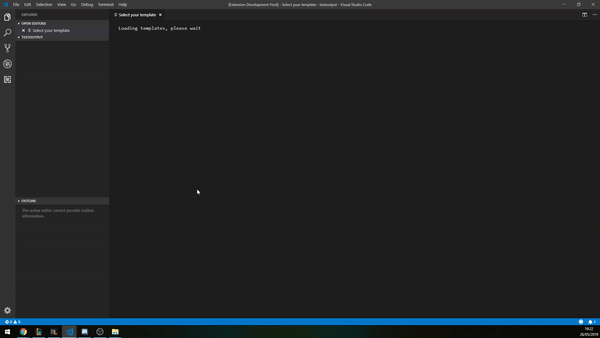 File Edit Selection View Go Debug Terminal Help
[Extension Development Host] - Select your template - testoutput - Visual Studio Code
EXPLORER
Select your template
OPEN EDITORS
Select your template
TESTOUTPUT
Loading templates, please wait
OUTLINE
The active editor cannot provide outline
information.
0 6
1
19:22
26/05/2019